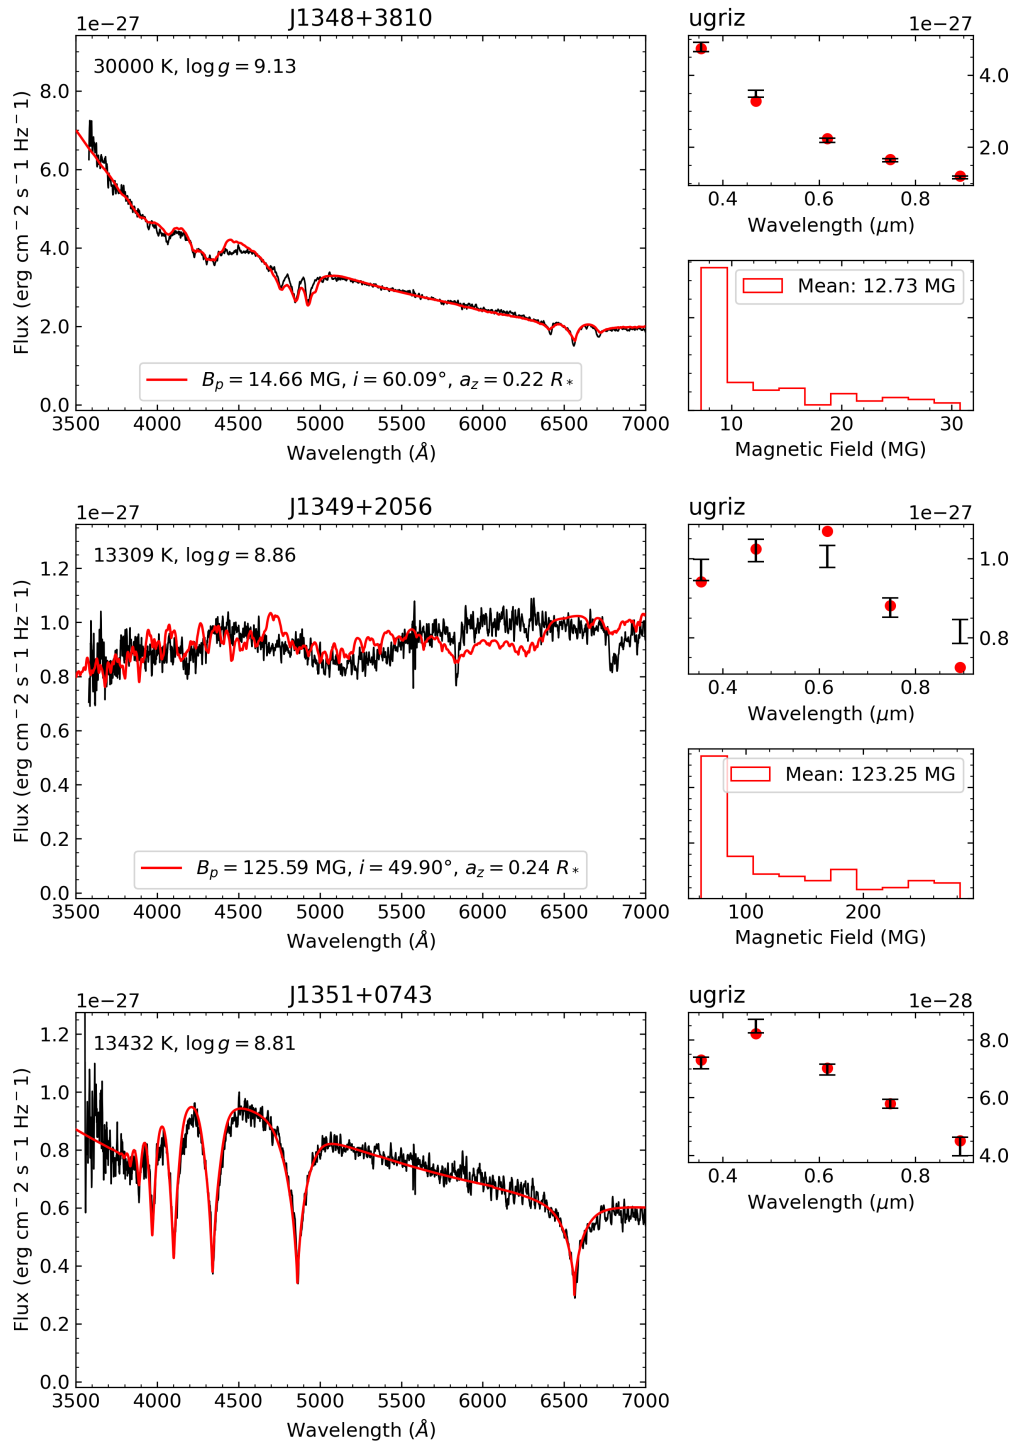 J1348+3810
1e−27
30000 K, log g = 9.13
Flux (erg cm−2 s−1 Hz−1)
8.0
6.0
4.0
2.0
0.0
B_p = 14.66 MG, i = 60.09°, a_z = 0.22 R_*
3500 4000 4500 5000 5500 6000 6500 7000
Wavelength (Å)
ugriz
1e−27
4.0
2.0
0.4 0.6 0.8
Wavelength (μm)
Mean: 12.73 MG
10 20 30
Magnetic Field (MG)
J1349+2056
1e−27
13309 K, log g = 8.86
Flux (erg cm−2 s−1 Hz−1)
1.2
1.0
0.8
0.6
0.4
0.2
0.0
B_p = 125.59 MG, i = 49.90°, a_z = 0.24 R_*
3500 4000 4500 5000 5500 6000 6500 7000
Wavelength (Å)
ugriz
1e−27
1.0
0.8
0.4 0.6 0.8
Wavelength (μm)
Mean: 123.25 MG
100 200
Magnetic Field (MG)
J1351+0743
1e−27
13432 K, log g = 8.81
Flux (erg cm−2 s−1 Hz−1)
1.2
1.0
0.8
0.6
0.4
0.2
0.0
3500 4000 4500 5000 5500 6000 6500 7000
Wavelength (Å)
ugriz
1e−28
8.0
6.0
4.0
0.4 0.6 0.8
Wavelength (μm)